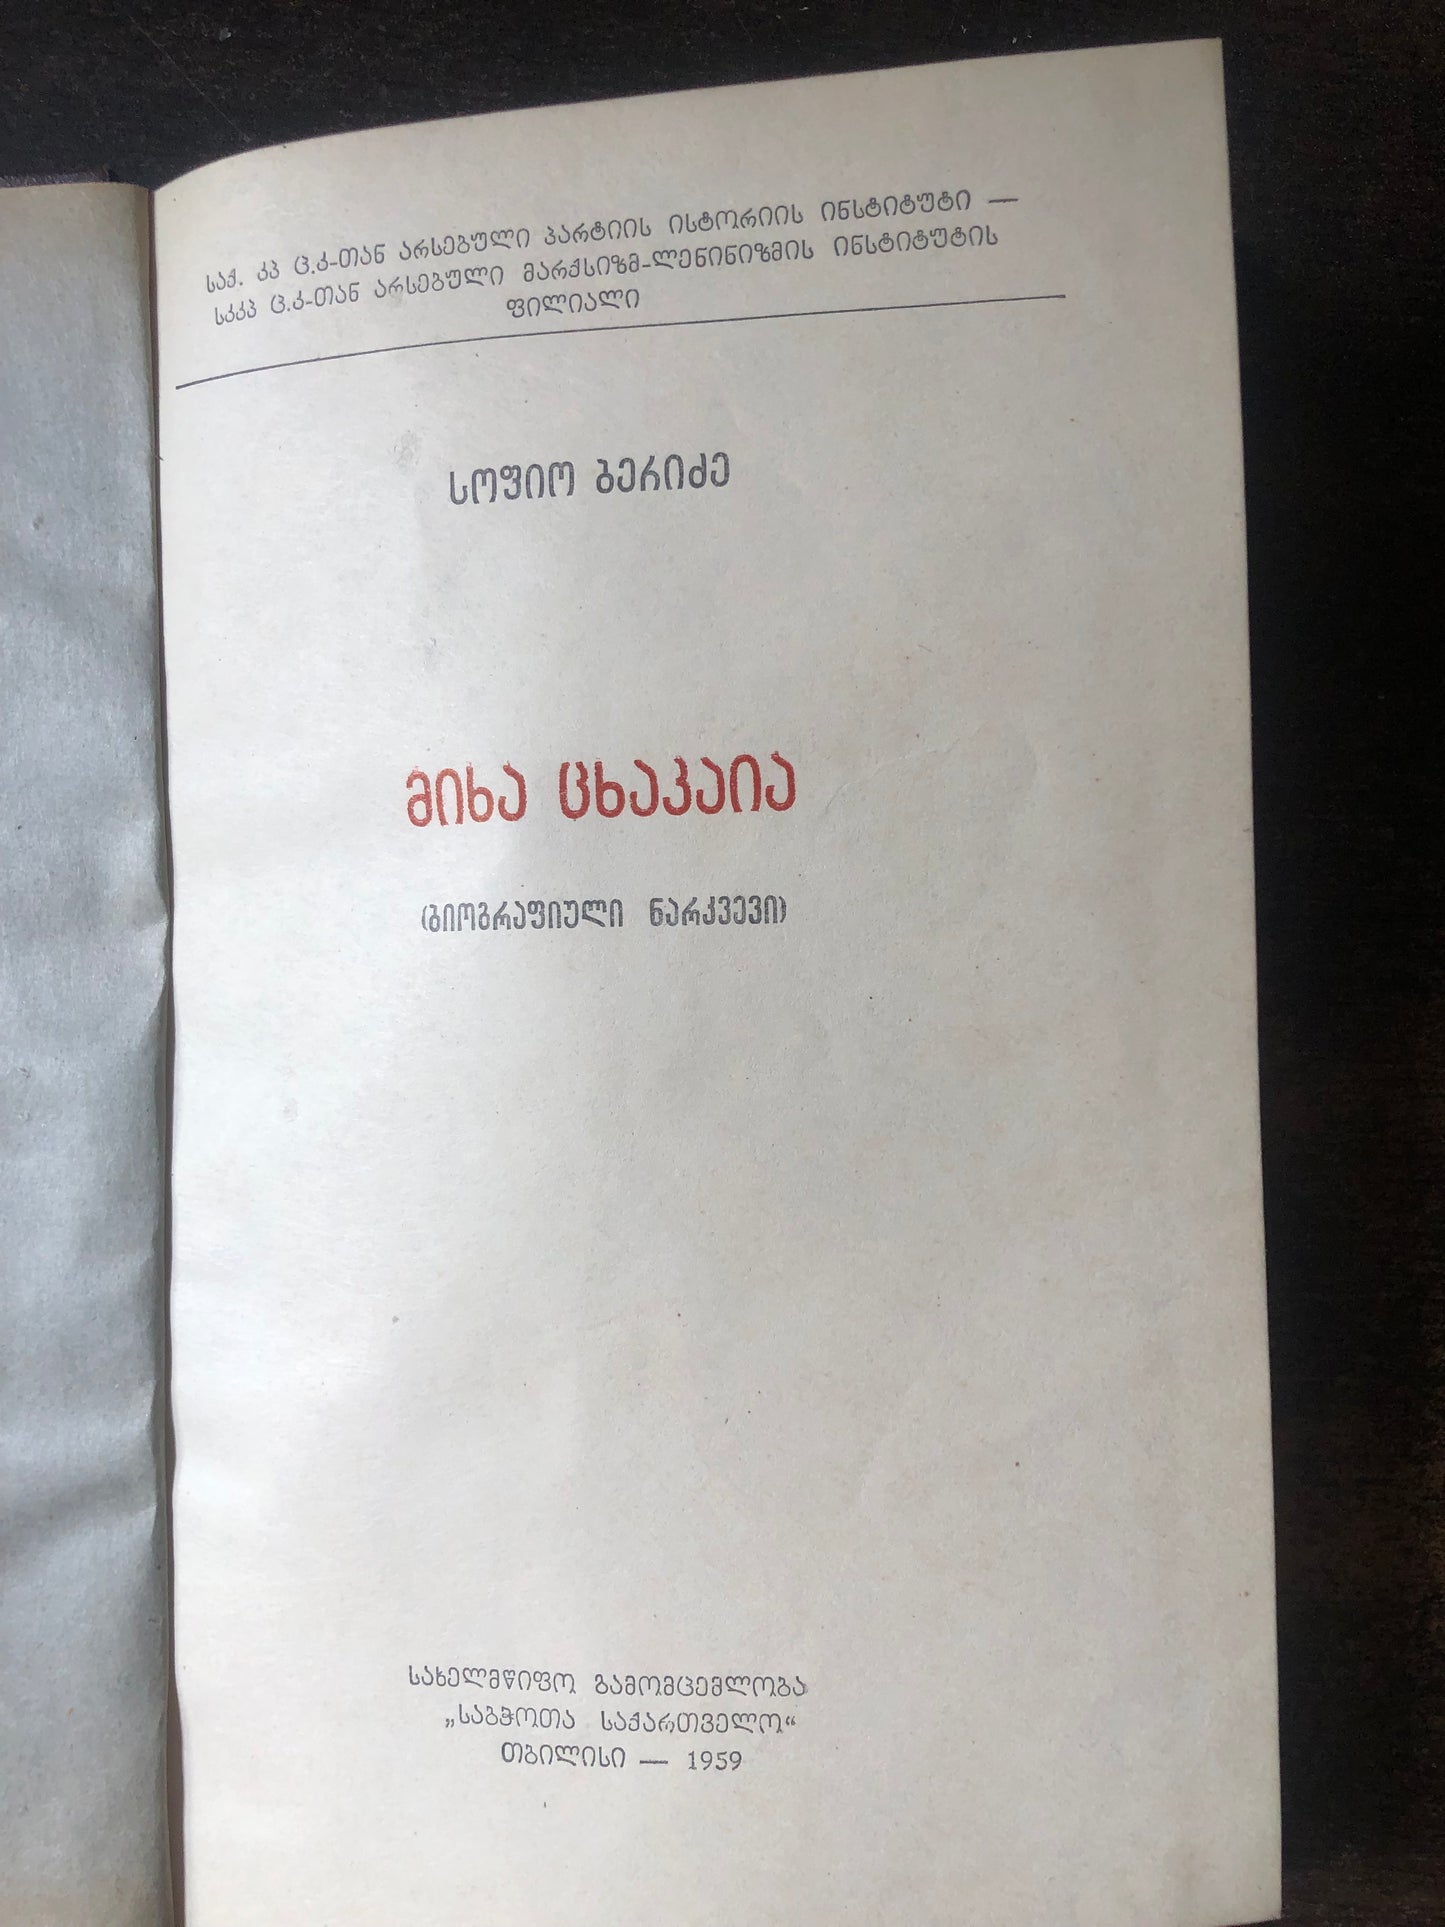 საქ. კპ ც.კ-თან არსებული პარტიის ისტორიის ინსტიტუტი —
სკკპ ც.კ-თან არსებული მარქსიზმ-ლენინიზმის ინსტიტუტის
ფილიალი
სოფიო ბერიძე
მიხა ცხაკაია
(ბიოგრაფიული ნარკვევი)
სახელმწიფო გამომცემლობა
„საბჭოთა საქართველო“
თბილისი — 1959